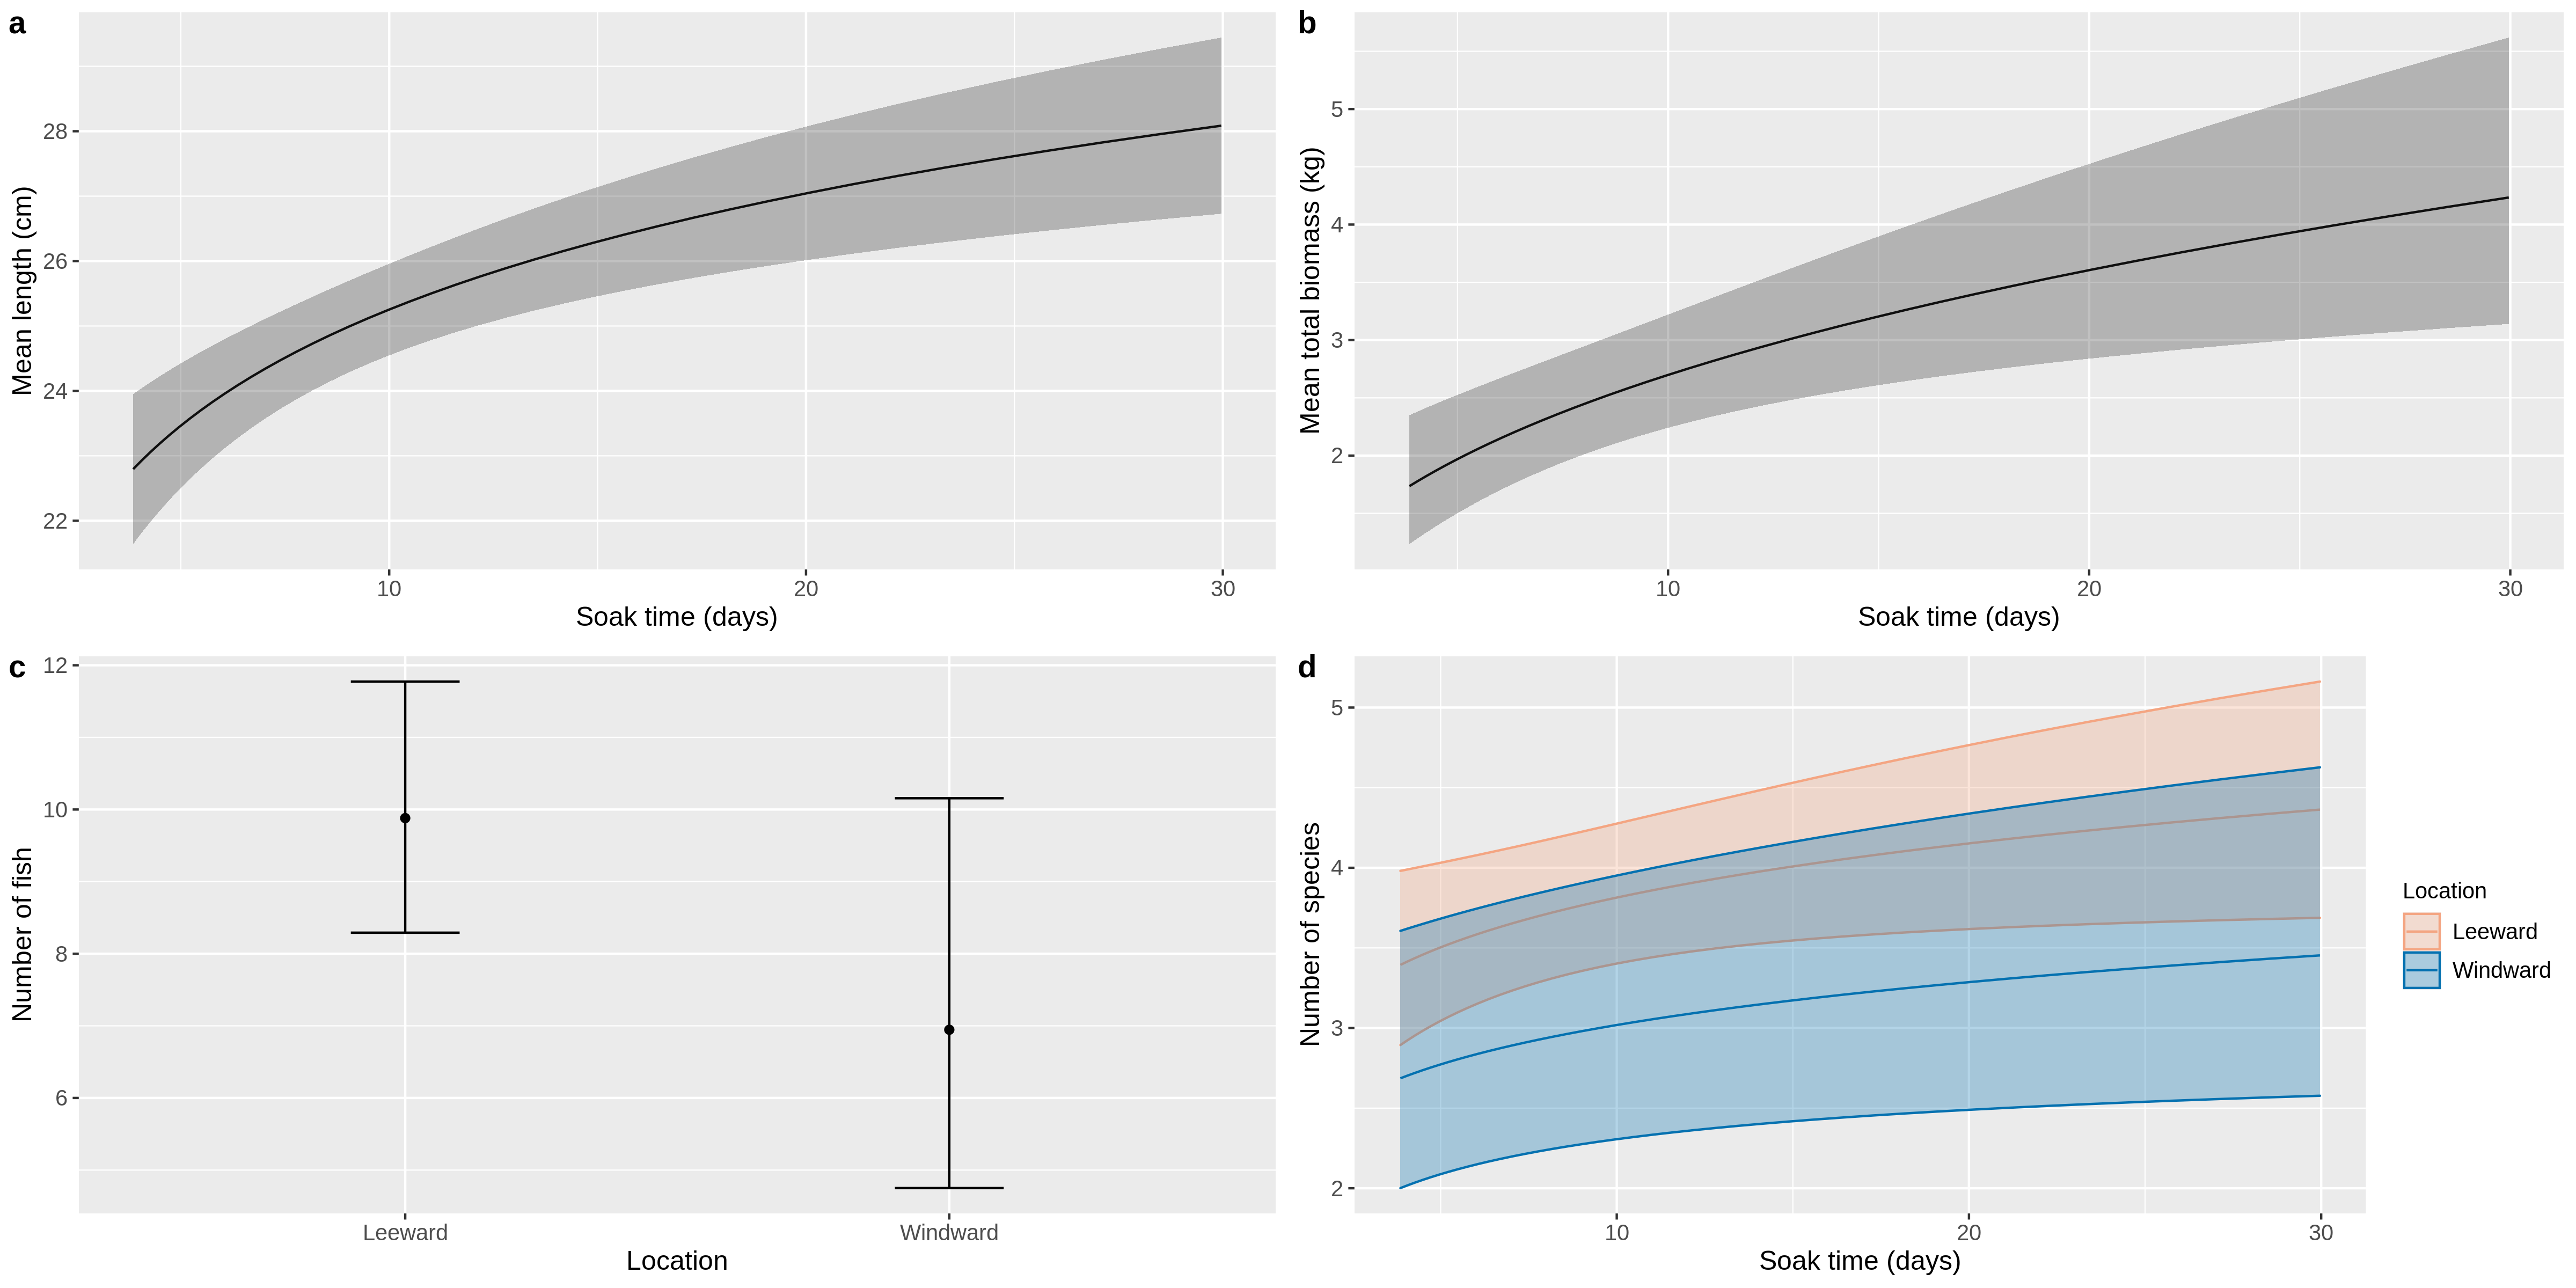 a
Mean length (cm)
28
26
24
22
10 20 30
Soak time (days)
b
Mean total biomass (kg)
5
4
3
2
10 20 30
Soak time (days)
c
Number of fish
12
10
8
6
Leeward Windward
Location
d
Number of species
5
4
3
2
10 20 30
Soak time (days)
Location
Leeward
Windward